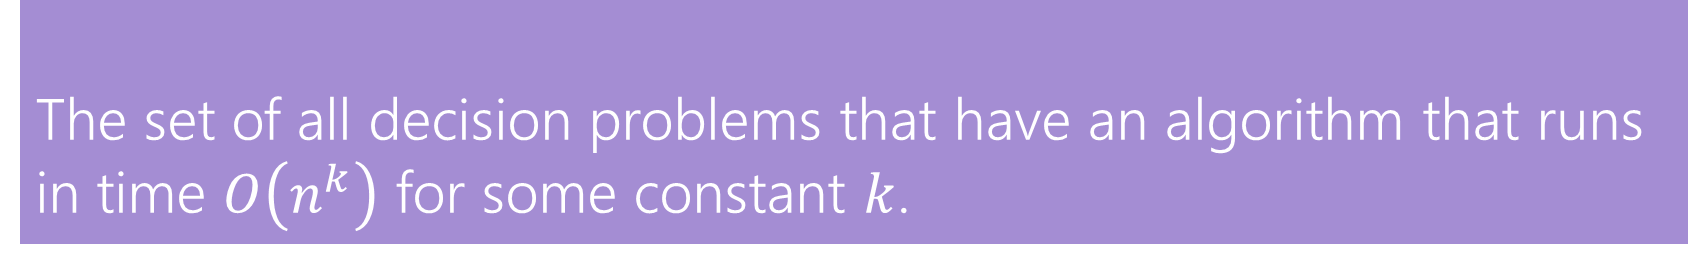 The set of all decision problems that have an algorithm that runs
in time 𝑂(𝑛^𝑘) for some constant 𝑘.